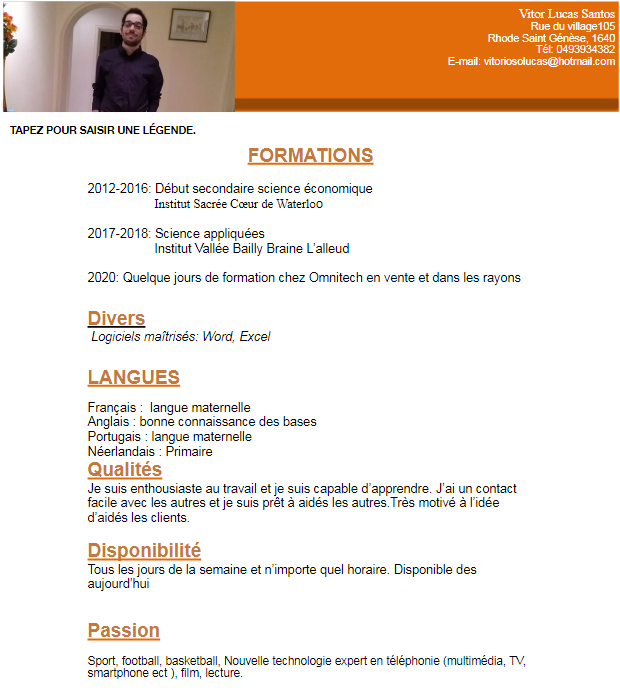 Vitor Lucas Santos
Rue du village105
Rhode Saint Génèse, 1640
Tél: 0493934382
E-mail: vitoriosolucas@hotmail.com
TAPEZ POUR SAISIR UNE LÉGENDE.
FORMATIONS
2012-2016: Début secondaire science économique
Institut Sacrée Cœur de Waterloo
2017-2018: Science appliquées
Institut Vallée Bailly Braine L’alleud
2020: Quelque jours de formation chez Omnitech en vente et dans les rayons
Divers
Logiciels maîtrisés: Word, Excel
LANGUES
Français : langue maternelle
Anglais : bonne connaissance des bases
Portugais : langue maternelle
Néerlandais : Primaire
Qualités
Je suis enthousiaste au travail et je suis capable d’apprendre. J’ai un contact
facile avec les autres et je suis prêt à aidés les autres.Très motivé à l’idée
d’aidés les clients.
Disponibilité
Tous les jours de la semaine et n’importe quel horaire. Disponible des
aujourd’hui
Passion
Sport, football, basketball, Nouvelle technologie expert en téléphonie (multimédia, TV,
smartphone ect ), film, lecture.